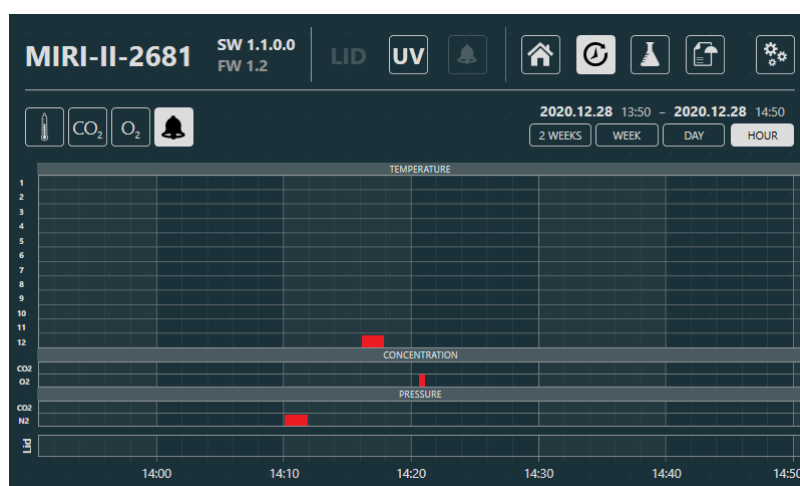 MIRI-II-2681
SW 1.1.0.0
FW 1.2
LID
UV
CO₂
O₂
2020.12.28 13:50 – 2020.12.28 14:50
2 WEEKS
WEEK
DAY
HOUR
TEMPERATURE
1
2
3
4
5
6
7
8
9
10
11
12
CONCENTRATION
CO2
O2
PRESSURE
CO2
N2
Lid
14:00 14:10 14:20 14:30 14:40 14:50